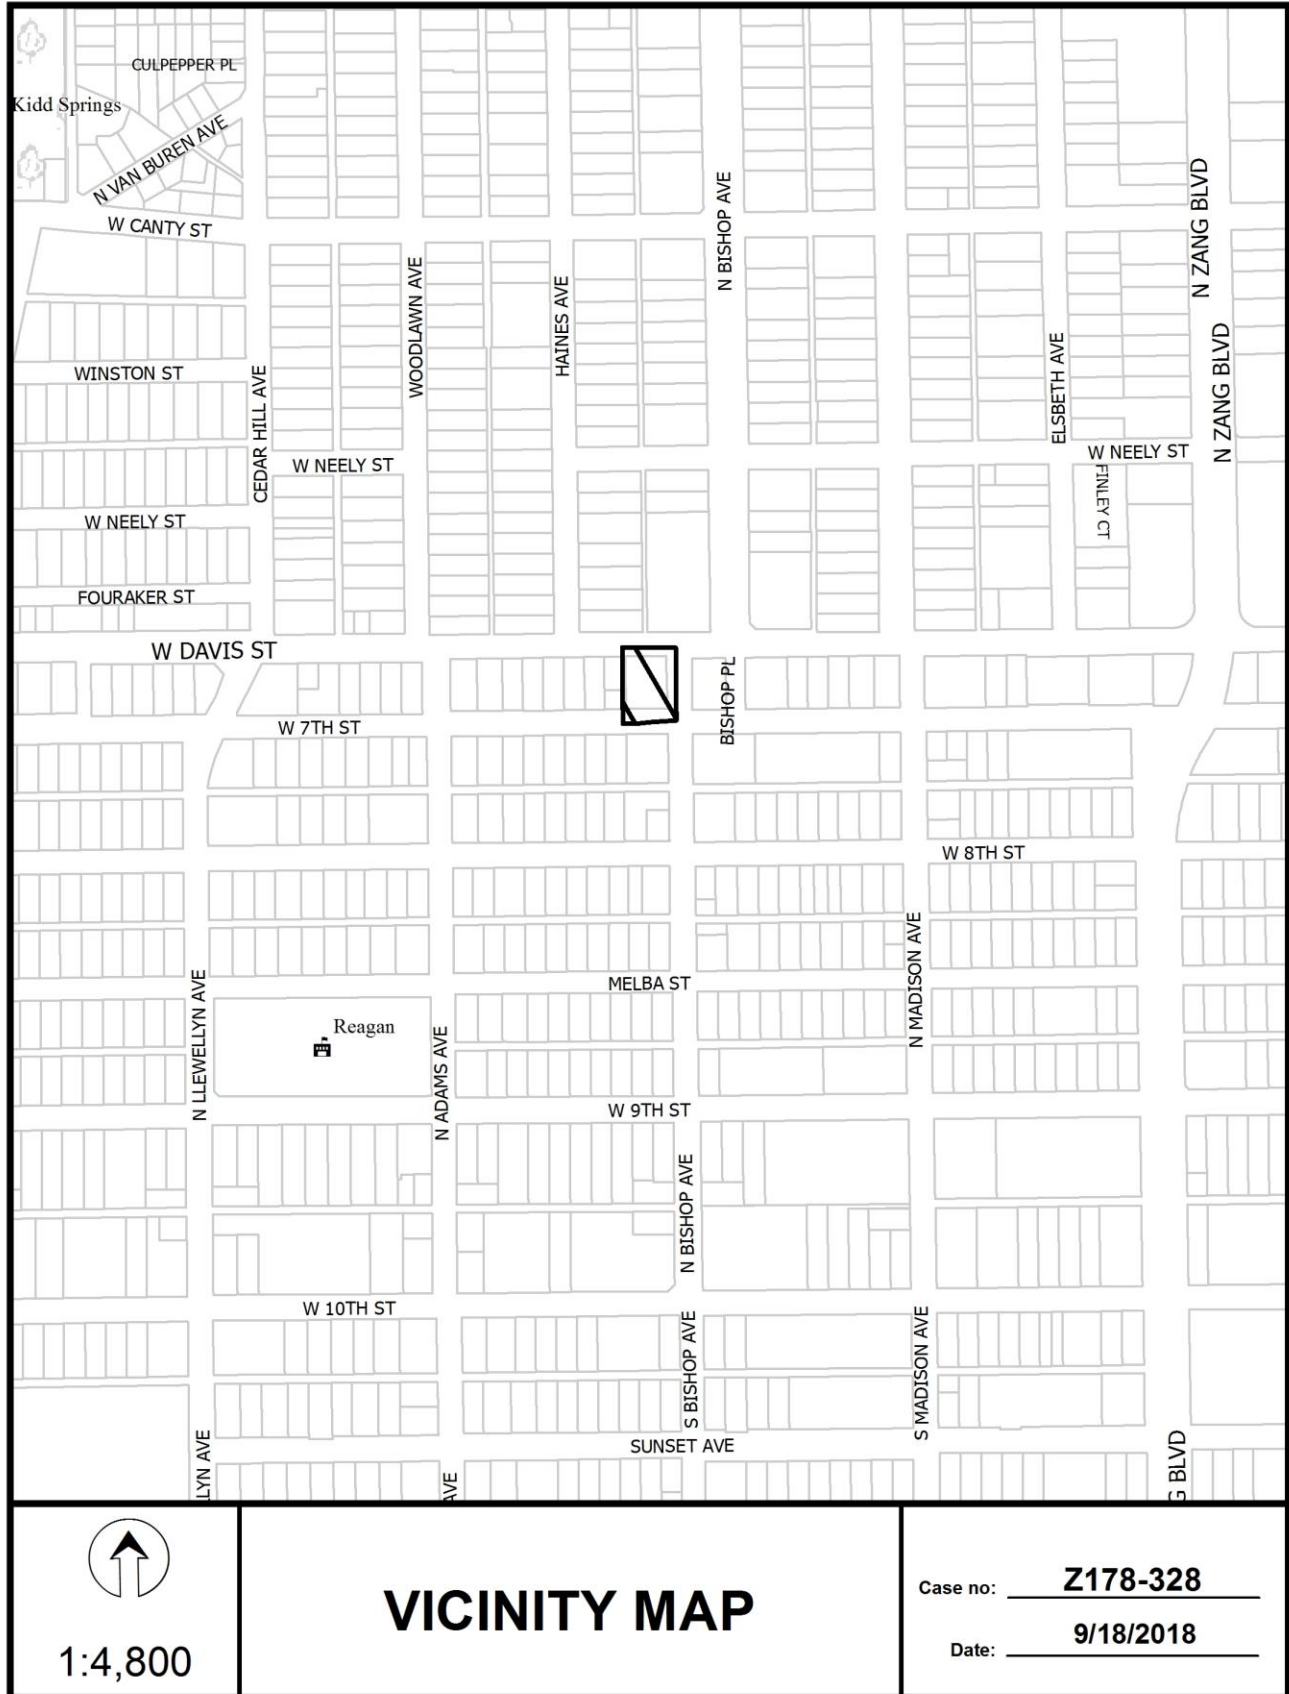 CULPEPPER PL
Kidd Springs
N VAN BUREN AVE
W CANTY ST
N BISHOP AVE
N ZANG BLVD
WOODLAWN AVE
HAINES AVE
WINSTON ST
CEDAR HILL AVE
ELSBETH AVE
N ZANG BLVD
W NEELY ST
W NEELY ST
FINLEY CT
W NEELY ST
FOURAKER ST
W DAVIS ST
BISHOP PL
W 7TH ST
W 8TH ST
N MADISON AVE
MELBA ST
N LLEWELLYN AVE
Reagan
N ADAMS AVE
W 9TH ST
N BISHOP AVE
W 10TH ST
S BISHOP AVE
S MADISON AVE
SUNSET AVE
LYN AVE
AVE
G BLVD
1:4,800
VICINITY MAP
Case no: Z178-328
Date: 9/18/2018